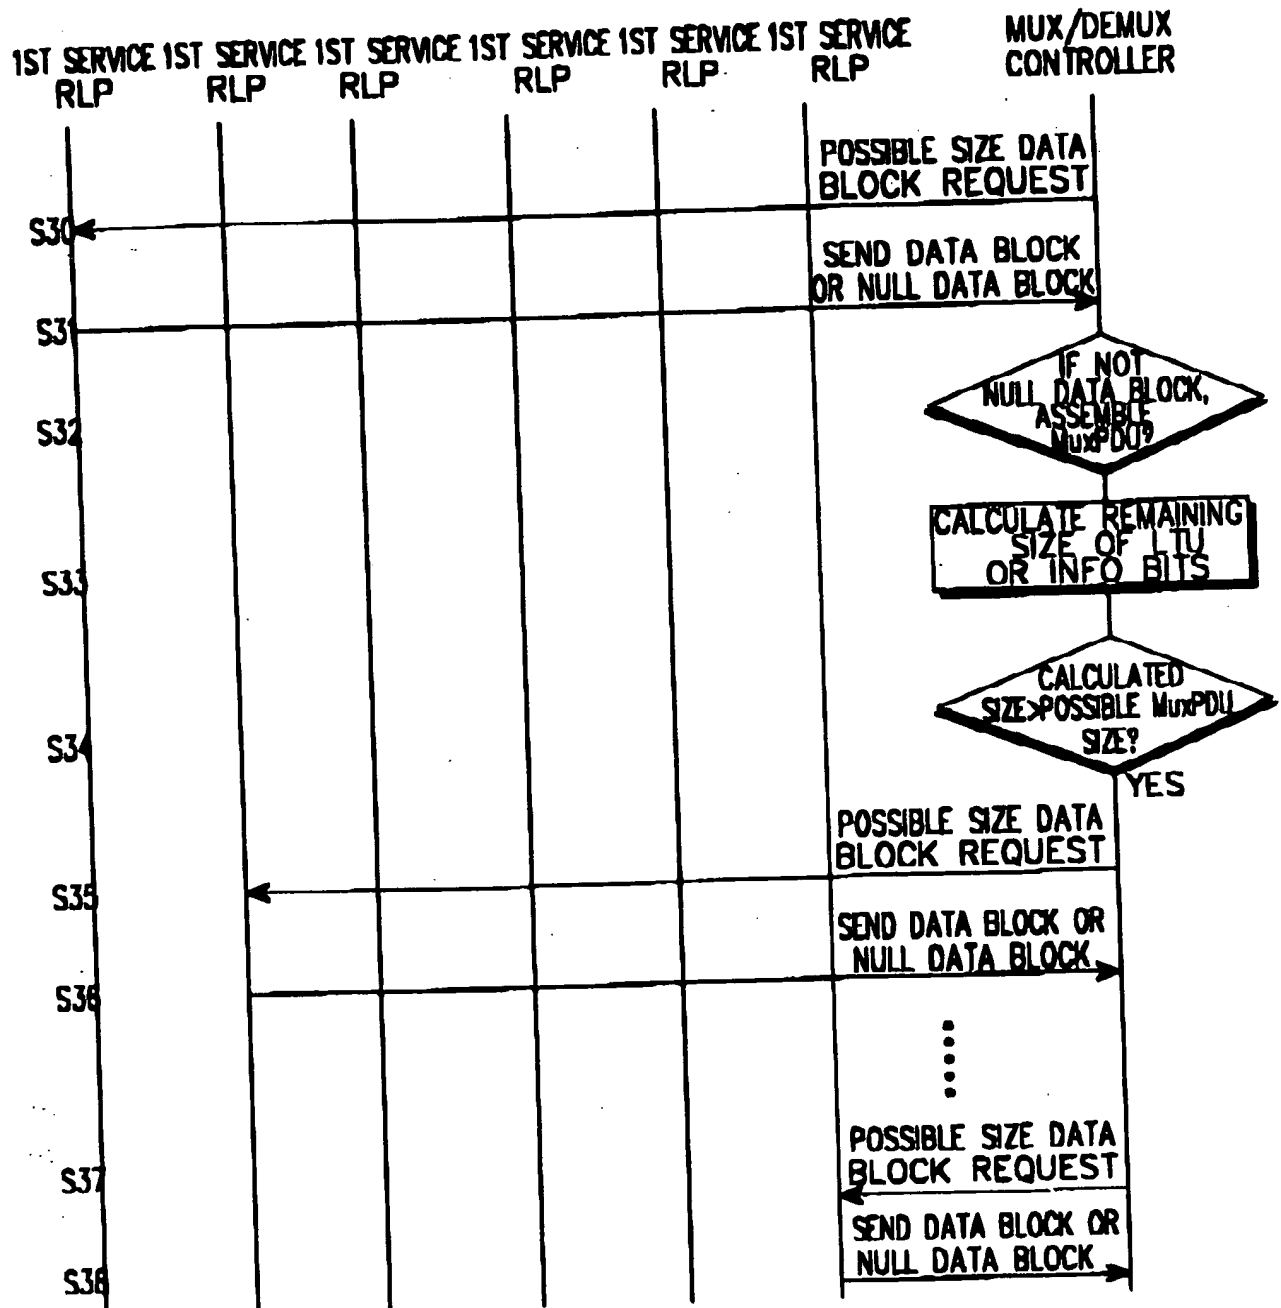 1ST SERVICE 1ST SERVICE 1ST SERVICE 1ST SERVICE 1ST SERVICE 1ST SERVICE MUX/DEMUX
RLP RLP RLP RLP RLP RLP CONTROLLER
POSSIBLE SIZE DATA
BLOCK REQUEST
S30
SEND DATA BLOCK
OR NULL DATA BLOCK
S31
IF NOT
NULL DATA BLOCK,
ASSEMBLE
MuxPDU?
S32
CALCULATE REMAINING
SIZE OF LTU
OR INFO BITS
S33
CALCULATED
SIZE>POSSIBLE MuxPDU
SIZE?
S34
YES
POSSIBLE SIZE DATA
BLOCK REQUEST
S35
SEND DATA BLOCK OR
NULL DATA BLOCK
S36
POSSIBLE SIZE DATA
BLOCK REQUEST
S37
SEND DATA BLOCK OR
NULL DATA BLOCK
S38